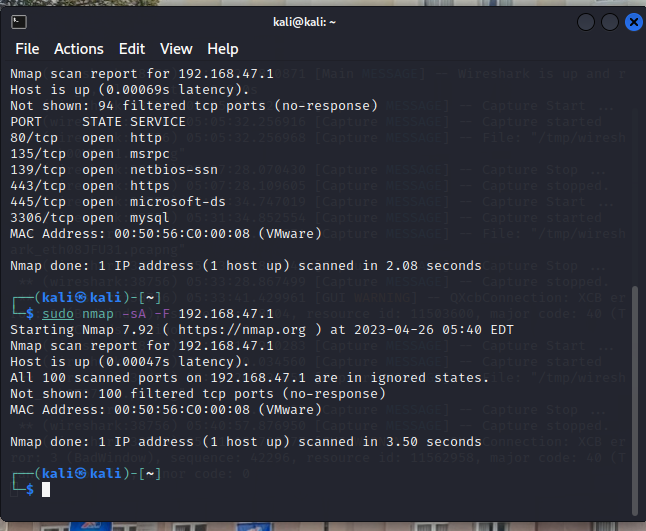 kali@kali: ~
File Actions Edit View Help
Nmap scan report for 192.168.47.1
Host is up (0.00069s latency).
Not shown: 94 filtered tcp ports (no-response)
PORT     STATE SERVICE
80/tcp   open  http
135/tcp  open  msrpc
139/tcp  open  netbios-ssn
443/tcp  open  https
445/tcp  open  microsoft-ds
3306/tcp open  mysql
MAC Address: 00:50:56:C0:00:08 (VMware)
Nmap done: 1 IP address (1 host up) scanned in 2.08 seconds
┌──(kali㉿kali)-[~]
└─$ sudo nmap -sA -F 192.168.47.1
Starting Nmap 7.92 ( https://nmap.org ) at 2023-04-26 05:40 EDT
Nmap scan report for 192.168.47.1
Host is up (0.00047s latency).
All 100 scanned ports on 192.168.47.1 are in ignored states.
Not shown: 100 filtered tcp ports (no-response)
MAC Address: 00:50:56:C0:00:08 (VMware)
Nmap done: 1 IP address (1 host up) scanned in 3.50 seconds
┌──(kali㉿kali)-[~]
└─$